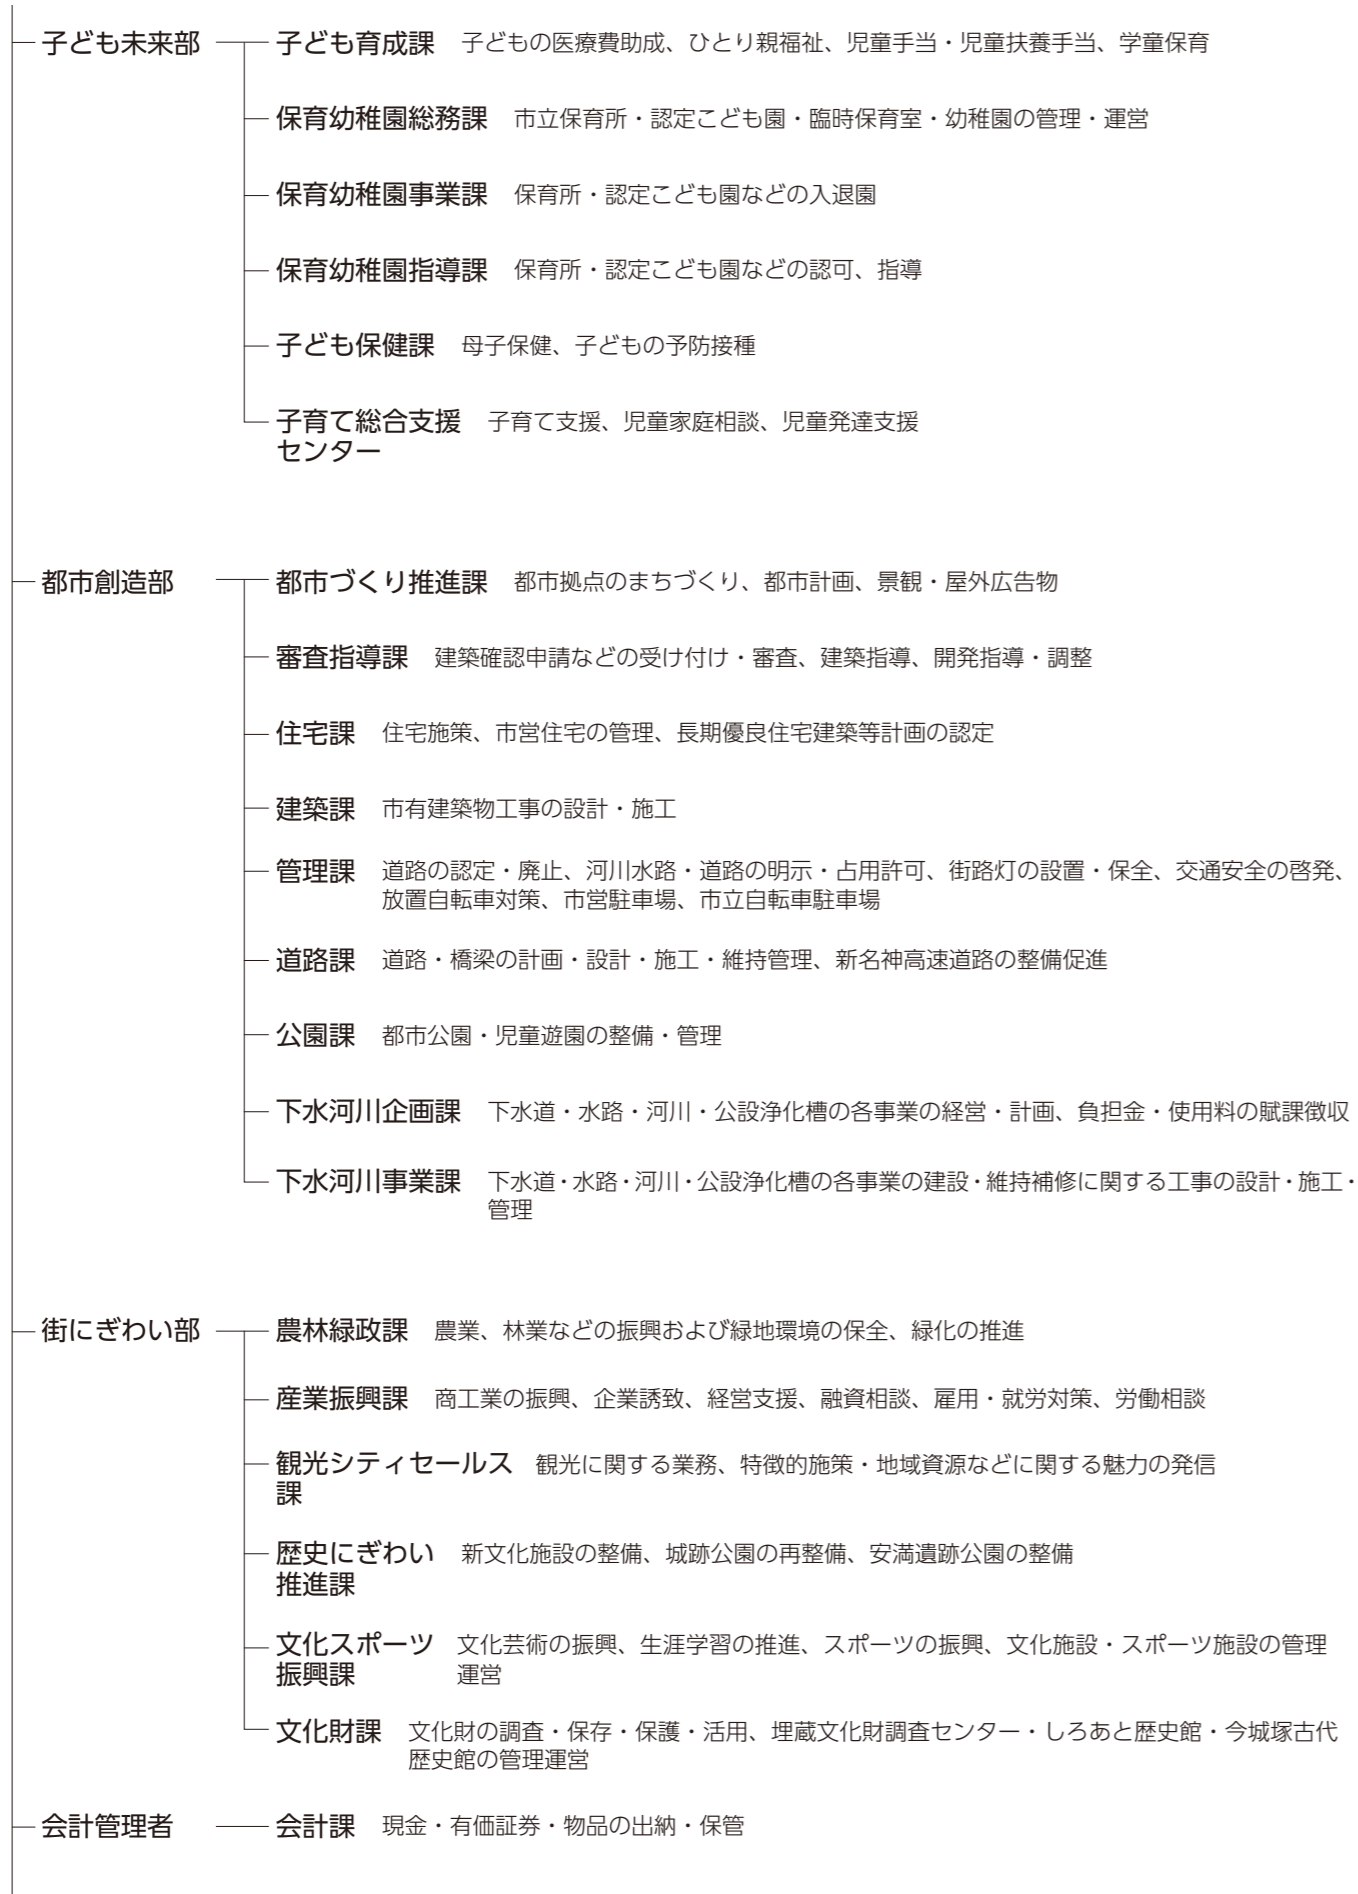 子ども未来部 子ども育成課 子どもの医療費助成、ひとり親福祉、児童手当・児童扶養手当、学童保育
保育幼稚園総務課 市立保育所・認定こども園・臨時保育室・幼稚園の管理・運営
保育幼稚園事業課 保育所・認定こども園などの入退園
保育幼稚園指導課 保育所・認定こども園などの認可、指導
子ども保健課 母子保健、子どもの予防接種
子育て総合支援 子育て支援、児童家庭相談、児童発達支援
センター
都市創造部 都市づくり推進課 都市拠点のまちづくり、都市計画、景観・屋外広告物
審査指導課 建築確認申請などの受け付け・審査、建築指導、開発指導・調整
住宅課 住宅施策、市営住宅の管理、長期優良住宅建築等計画の認定
建築課 市有建築物工事の設計・施工
管理課 道路の認定・廃止、河川水路・道路の明示・占用許可、街路灯の設置・保全、交通安全の啓発、
放置自転車対策、市営駐車場、市立自転車駐車場
道路課 道路・橋梁の計画・設計・施工・維持管理、新名神高速道路の整備促進
公園課 都市公園・児童遊園の整備・管理
下水河川企画課 下水道・水路・河川・公設浄化槽の各事業の経営・計画、負担金・使用料の賦課徴収
下水河川事業課 下水道・水路・河川・公設浄化槽の各事業の建設・維持補修に関する工事の設計・施工・
管理
街にぎわい部 農林緑政課 農業、林業などの振興および緑地環境の保全、緑化の推進
産業振興課 商工業の振興、企業誘致、経営支援、融資相談、雇用・就労対策、労働相談
観光シティセールス 観光に関する業務、特徴的施策・地域資源などに関する魅力の発信
課
歴史にぎわい 新文化施設の整備、城跡公園の再整備、安満遺跡公園の整備
推進課
文化スポーツ 文化芸術の振興、生涯学習の推進、スポーツの振興、文化施設・スポーツ施設の管理
振興課 運営
文化財課 文化財の調査・保存・保護・活用、埋蔵文化財調査センター・しろあと歴史館・今城塚古代
歴史館の管理運営
会計管理者 会計課 現金・有価証券・物品の出納・保管